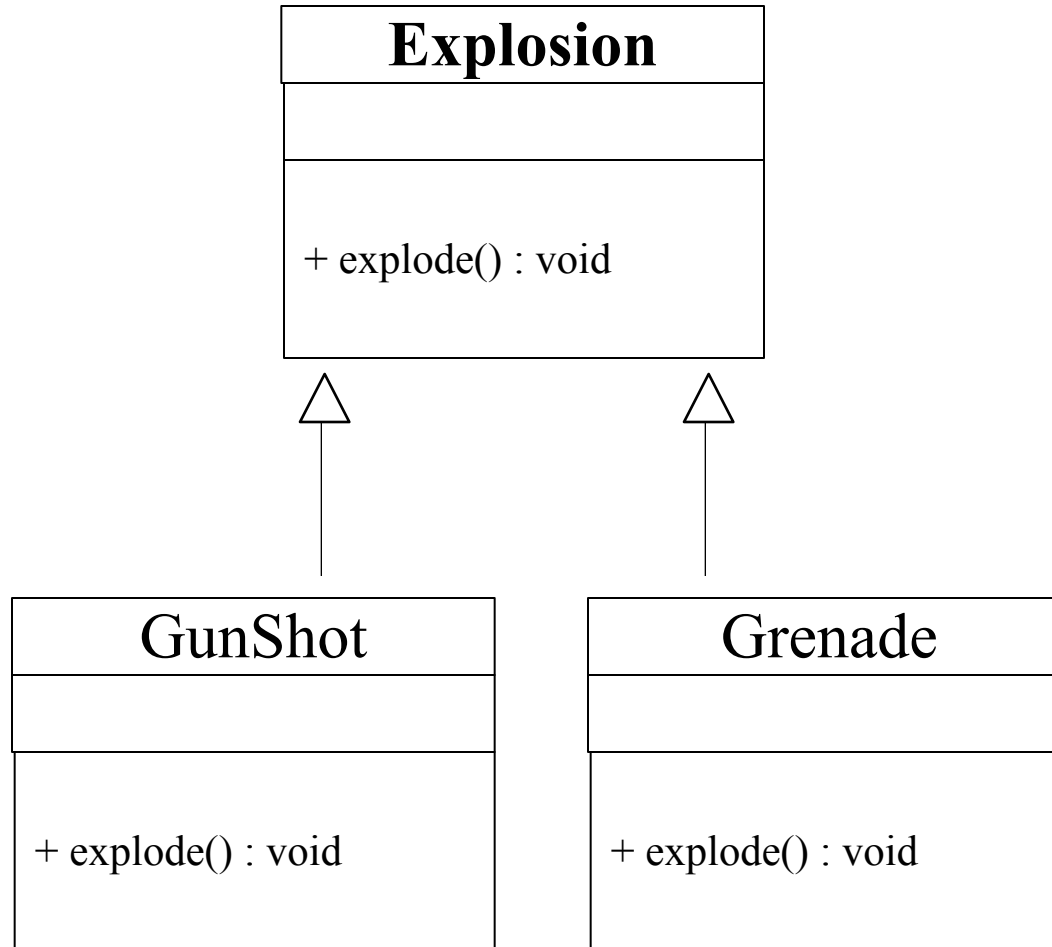 Explosion
+ explode() : void
GunShot
Grenade
+ explode() : void
+ explode() : void